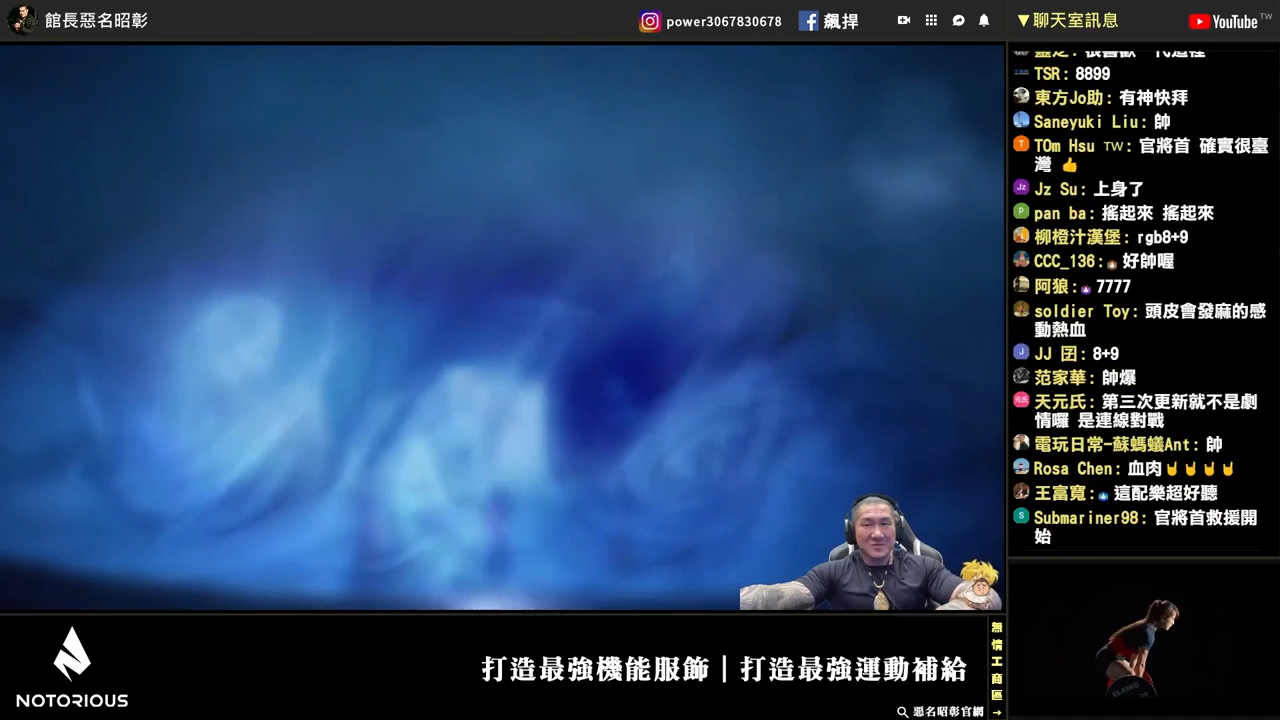 館長惡名昭彰
power3067830678
飆捍
▼聊天室訊息
YouTube TW
TSR: 8899
東方Jo助: 有神快拜
Saneyuki Liu: 帥
TOm Hsu TW: 官將首 確實很臺
灣 👍
Jz Su: 上身了
pan ba: 搖起來 搖起來
柳橙汁漢堡: rgb8+9
CCC_136: 好帥喔
阿狼: 7777
soldier Toy: 頭皮會發麻的感
動熱血
JJ 囝: 8+9
范家華: 帥爆
天元氏: 第三次更新就不是劇
情囉 是連線對戰
電玩日常-蘇螞蟻Ant: 帥
Rosa Chen: 血肉🤘🤘🤘🤘
王富寬: 這配樂超好聽
Submariner98: 官將首救援開
始
NOTORIOUS
打造最強機能服飾｜打造最強運動補給
惡名昭彰官網
無情工商區→
ELEIKO